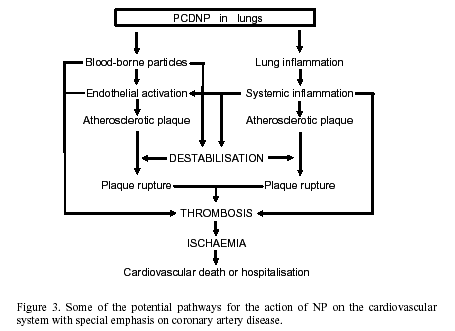 PCDNP in lungs
Blood-borne particles
Lung inflammation
Endothelial activation
Systemic inflammation
Atherosclerotic plaque
Atherosclerotic plaque
DESTABILISATION
Plaque rupture
Plaque rupture
THROMBOSIS
ISCHAEMIA
Cardiovascular death or hospitalisation
Figure 3. Some of the potential pathways for the action of NP on the cardiovascular
system with special emphasis on coronary artery disease.